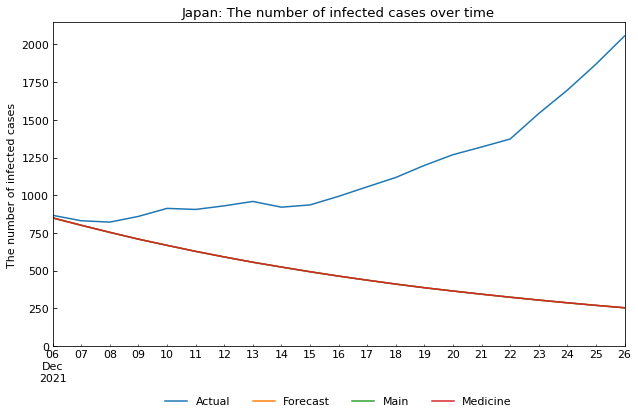 Japan: The number of infected cases over time
The number of infected cases
2000
1750
1500
1250
1000
750
500
250
0
06 07 08 09 10 11 12 13 14 15 16 17 18 19 20 21 22 23 24 25 26
Dec
2021
Actual Forecast Main Medicine